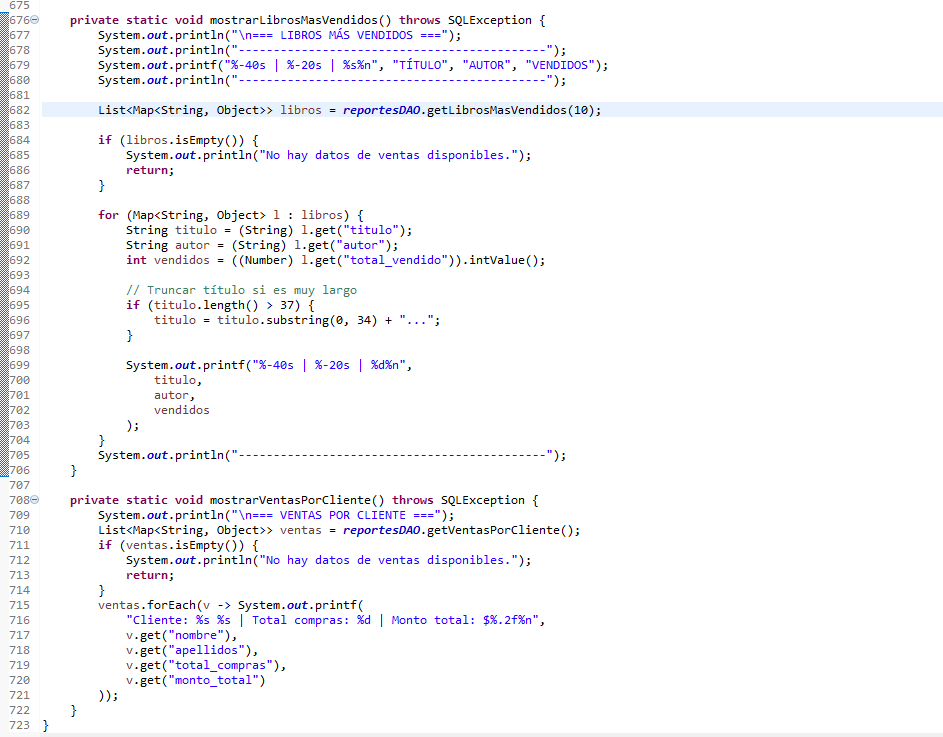 675
676 private static void mostrarLibrosMasVendidos() throws SQLException {
677 System.out.println("\n=== LIBROS MÁS VENDIDOS ===");
678 System.out.println("--------------------------------------------");
679 System.out.printf("%-40s | %-20s | %s%n", "TÍTULO", "AUTOR", "VENDIDOS");
680 System.out.println("--------------------------------------------");
681
682 List<Map<String, Object>> libros = reportesDAO.getLibrosMasVendidos(10);
683
684 if (libros.isEmpty()) {
685 System.out.println("No hay datos de ventas disponibles.");
686 return;
687 }
688
689 for (Map<String, Object> l : libros) {
690 String titulo = (String) l.get("titulo");
691 String autor = (String) l.get("autor");
692 int vendidos = ((Number) l.get("total_vendido")).intValue();
693
694 // Truncar título si es muy largo
695 if (titulo.length() > 37) {
696 titulo = titulo.substring(0, 34) + "...";
697 }
698
699 System.out.printf("%-40s | %-20s | %d%n",
700 titulo,
701 autor,
702 vendidos
703 );
704 }
705 System.out.println("--------------------------------------------");
706 }
707
708 private static void mostrarVentasPorCliente() throws SQLException {
709 System.out.println("\n=== VENTAS POR CLIENTE ===");
710 List<Map<String, Object>> ventas = reportesDAO.getVentasPorCliente();
711 if (ventas.isEmpty()) {
712 System.out.println("No hay datos de ventas disponibles.");
713 return;
714 }
715 ventas.forEach(v -> System.out.printf(
716 "Cliente: %s %s | Total compras: %d | Monto total: $%.2f%n",
717 v.get("nombre"),
718 v.get("apellidos"),
719 v.get("total_compras"),
720 v.get("monto_total")
721 ));
722 }
723 }